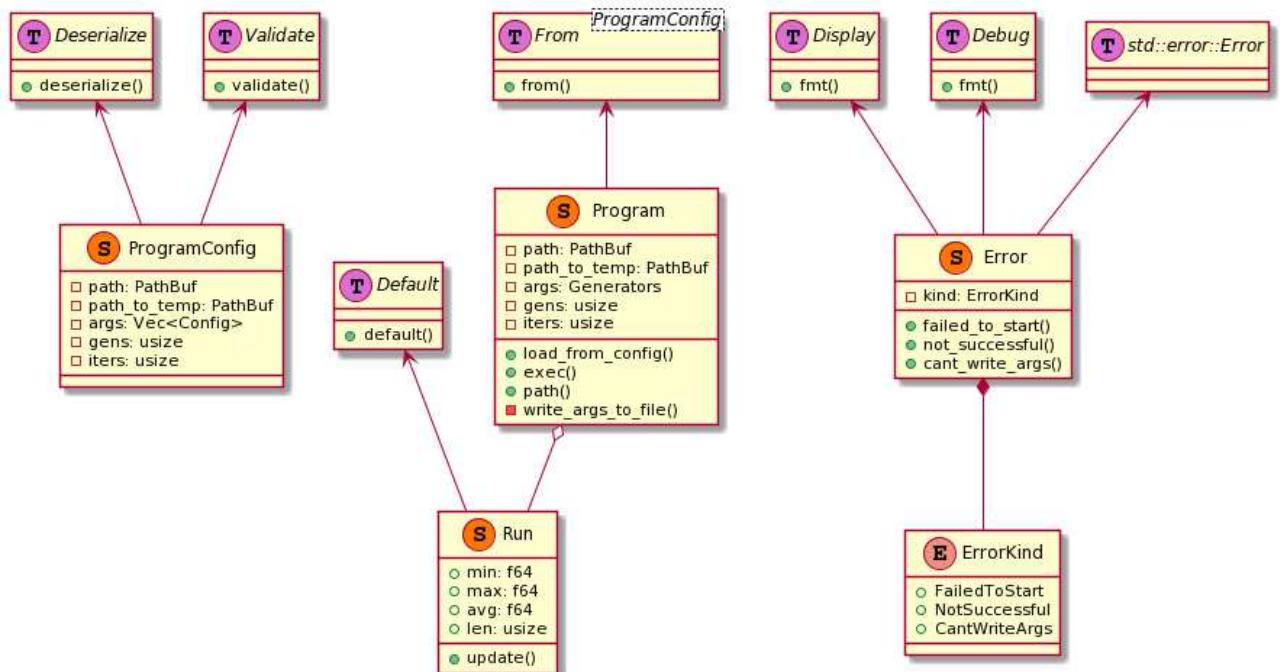 T Deserialize
deserialize()
T Validate
validate()
ProgramConfig
T From
from()
T Display
fmt()
T Debug
fmt()
T std::error::Error
S ProgramConfig
path: PathBuf
path_to_temp: PathBuf
args: Vec<Config>
gens: usize
iters: usize
T Default
default()
S Program
path: PathBuf
path_to_temp: PathBuf
args: Generators
gens: usize
iters: usize
load_from_config()
exec()
path()
write_args_to_file()
S Error
kind: ErrorKind
failed_to_start()
not_successful()
cant_write_args()
S Run
min: f64
max: f64
avg: f64
len: usize
update()
E ErrorKind
FailedToStart
NotSuccessful
CantWriteArgs